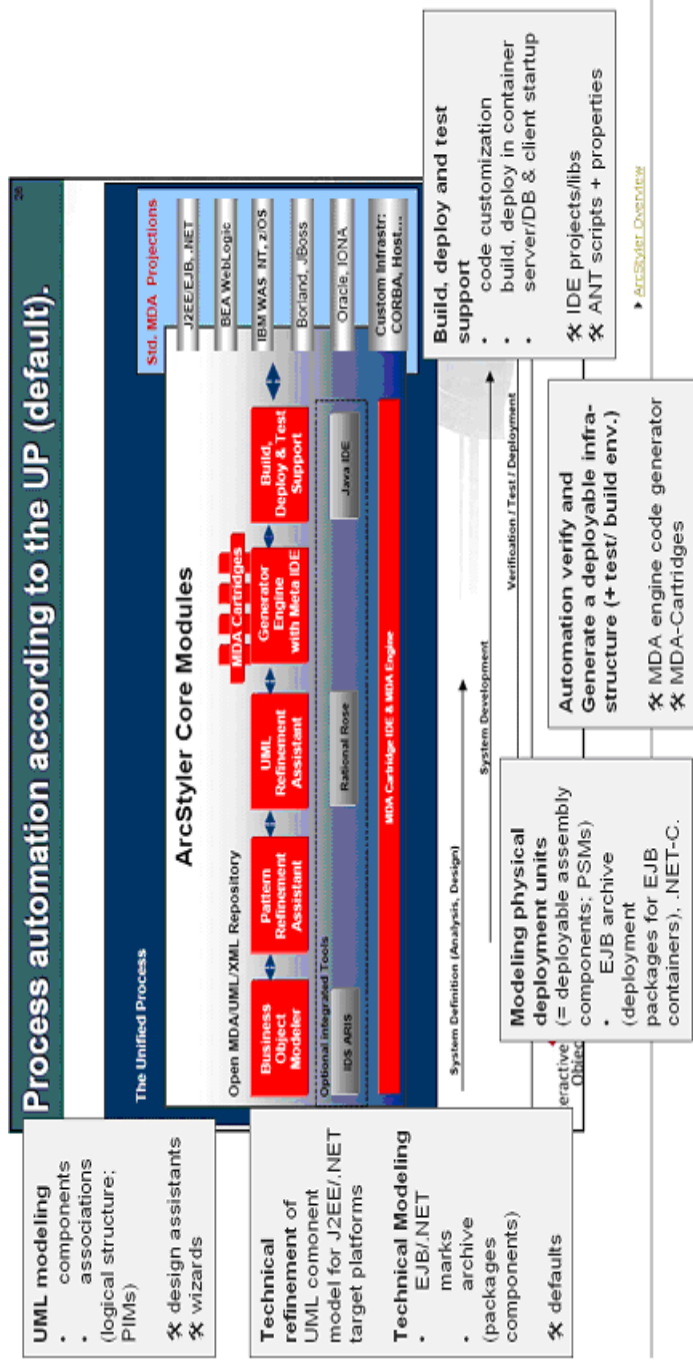 Process automation according to the UP (default).
26
UML modeling
• components
• associations
(logical structure;
PIMs)
🛠 design assistants
🛠 wizards
The Unified Process
ArcStyler Core Modules
Open MDA/UML/XML Repository
MDA Cartridges
Business
Object
Modeler
Pattern
Refinement
Assistant
UML
Refinement
Assistant
Generator
Engine
with Meta IDE
Build,
Deploy & Test
Support
Optional integrated Tools
IDS ARIS
Rational Rose
Java IDE
MDA Cartridge IDE & MDA Engine
Std. MDA Projections
J2EE/EJB, .NET
BEA WebLogic
IBM WAS NT, z/OS
Borland, JBoss
Oracle, IONA
Custom Infrastr:
CORBA, Host...
System Definition (Analysis, Design)
System Development
Verification / Test / Deployment
Technical
refinement of
UML comonent
model for J2EE/.NET
target platforms
Technical Modeling
• EJB/.NET
marks
• archive
(packages
components)
🛠 defaults
eractive
Objec
Modeling physical
deployment units
(= deployable assembly
components; PSMs)
• EJB archive
(deployment
packages for EJB
containers), .NET-C.
Automation verify and
Generate a deployable infra-
structure (+ test/ build env.)
🛠 MDA engine code generator
🛠 MDA-Cartridges
Build, deploy and test
support
• code customization
• build, deploy in container
• server/DB & client startup
🛠 IDE projects/libs
🛠 ANT scripts + properties
▶ ArcStyler Overview